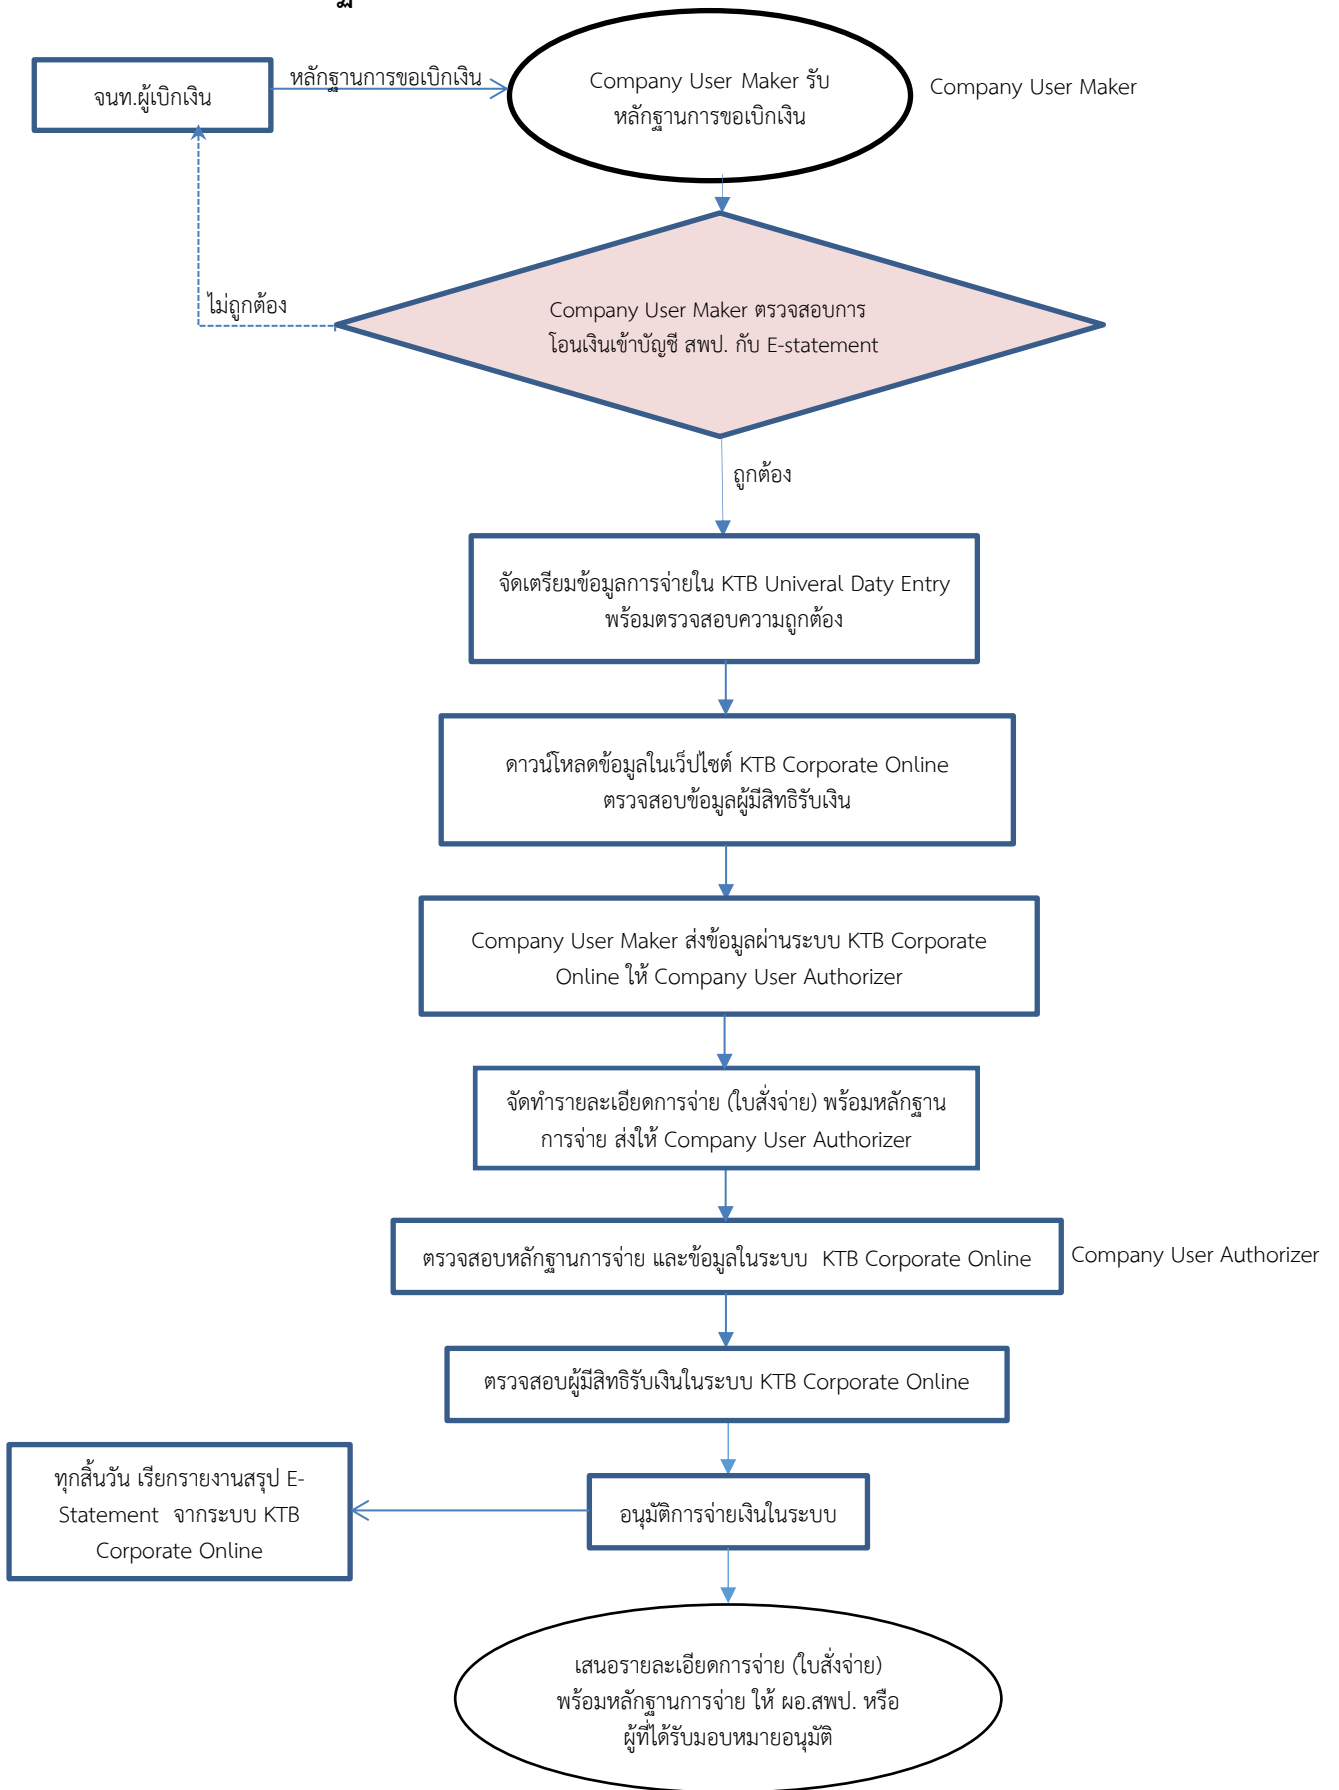 จนท.ผู้เบิกเงิน
หลักฐานการขอเบิกเงิน
Company User Maker รับ
หลักฐานการขอเบิกเงิน
Company User Maker
ไม่ถูกต้อง
Company User Maker ตรวจสอบการ
โอนเงินเข้าบัญชี สพป. กับ E-statement
ถูกต้อง
จัดเตรียมข้อมูลการจ่ายใน KTB Univeral Daty Entry
พร้อมตรวจสอบความถูกต้อง
ดาวน์โหลดข้อมูลในเว็ปไซต์ KTB Corporate Online
ตรวจสอบข้อมูลผู้มีสิทธิรับเงิน
Company User Maker ส่งข้อมูลผ่านระบบ KTB Corporate
Online ให้ Company User Authorizer
จัดทำรายละเอียดการจ่าย (ใบสั่งจ่าย) พร้อมหลักฐาน
การจ่าย ส่งให้ Company User Authorizer
ตรวจสอบหลักฐานการจ่าย และข้อมูลในระบบ KTB Corporate Online
Company User Authorizer
ตรวจสอบผู้มีสิทธิรับเงินในระบบ KTB Corporate Online
ทุกสิ้นวัน เรียกรายงานสรุป E-
Statement จากระบบ KTB
Corporate Online
อนุมัติการจ่ายเงินในระบบ
เสนอรายละเอียดการจ่าย (ใบสั่งจ่าย)
พร้อมหลักฐานการจ่าย ให้ ผอ.สพป. หรือ
ผู้ที่ได้รับมอบหมายอนุมัติ